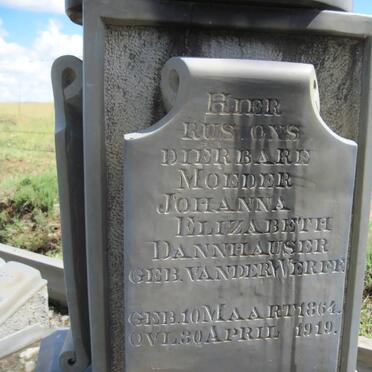 HIER
RUS ONS
DIERBARE
MOEDER
JOHANNA
ELIZABETH
DANNHAUSER
GEB. VAN DER WERFF
GEB. 10 MAART 1864.
OVL. 30 APRIL 1919.